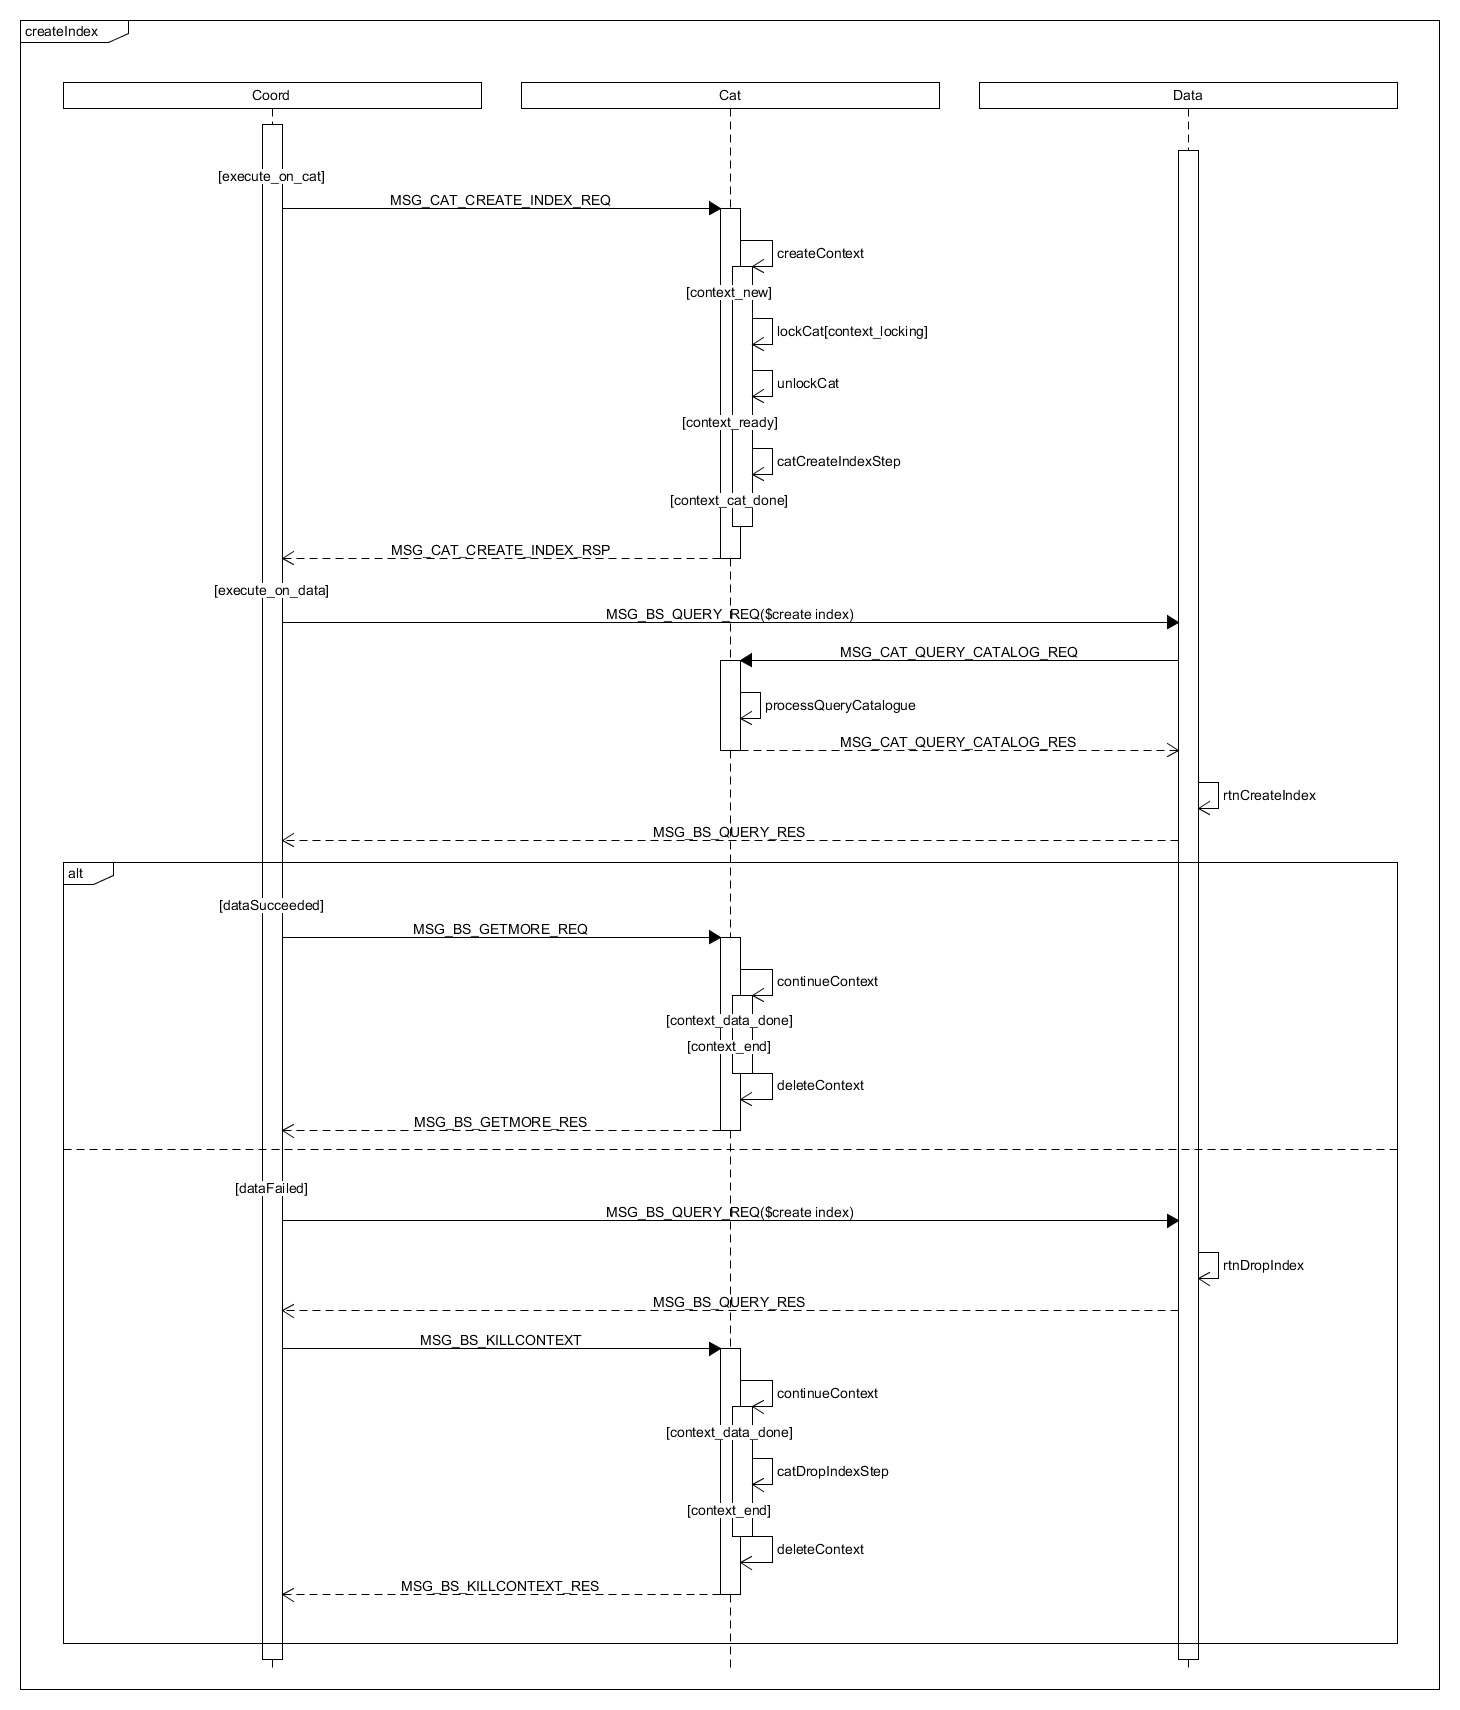 createIndex
Coord
Cat
Data
[execute_on_cat]
MSG_CAT_CREATE_INDEX_REQ
createContext
[context_new]
lockCat[context_locking]
unlockCat
[context_ready]
catCreateIndexStep
[context_cat_done]
MSG_CAT_CREATE_INDEX_RSP
[execute_on_data]
MSG_BS_QUERY_REQ($create index)
MSG_CAT_QUERY_CATALOG_REQ
processQueryCatalogue
MSG_CAT_QUERY_CATALOG_RES
rtnCreateIndex
MSG_BS_QUERY_RES
alt
[dataSucceeded]
MSG_BS_GETMORE_REQ
continueContext
[context_data_done]
[context_end]
deleteContext
MSG_BS_GETMORE_RES
[dataFailed]
MSG_BS_QUERY_REQ($create index)
rtnDropIndex
MSG_BS_QUERY_RES
MSG_BS_KILLCONTEXT
continueContext
[context_data_done]
catDropIndexStep
[context_end]
deleteContext
MSG_BS_KILLCONTEXT_RES